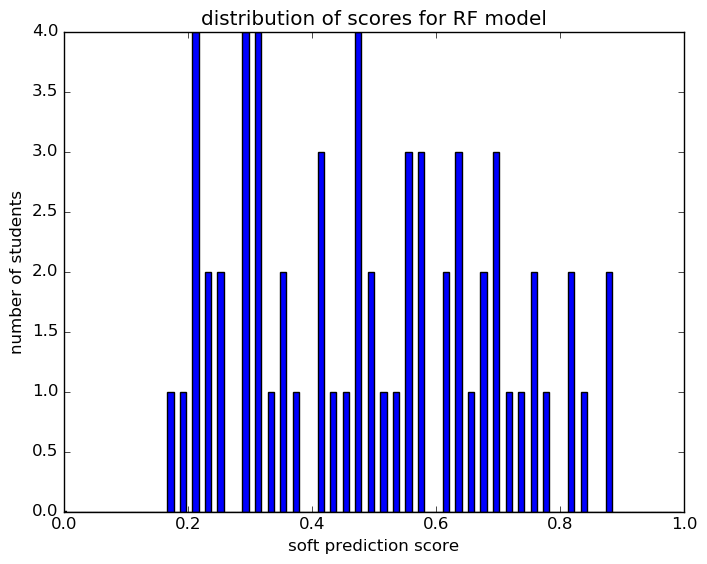 distribution of scores for RF model
number of students
4.0
3.5
3.0
2.5
2.0
1.5
1.0
0.5
0.0
0.0 0.2 0.4 0.6 0.8 1.0
soft prediction score